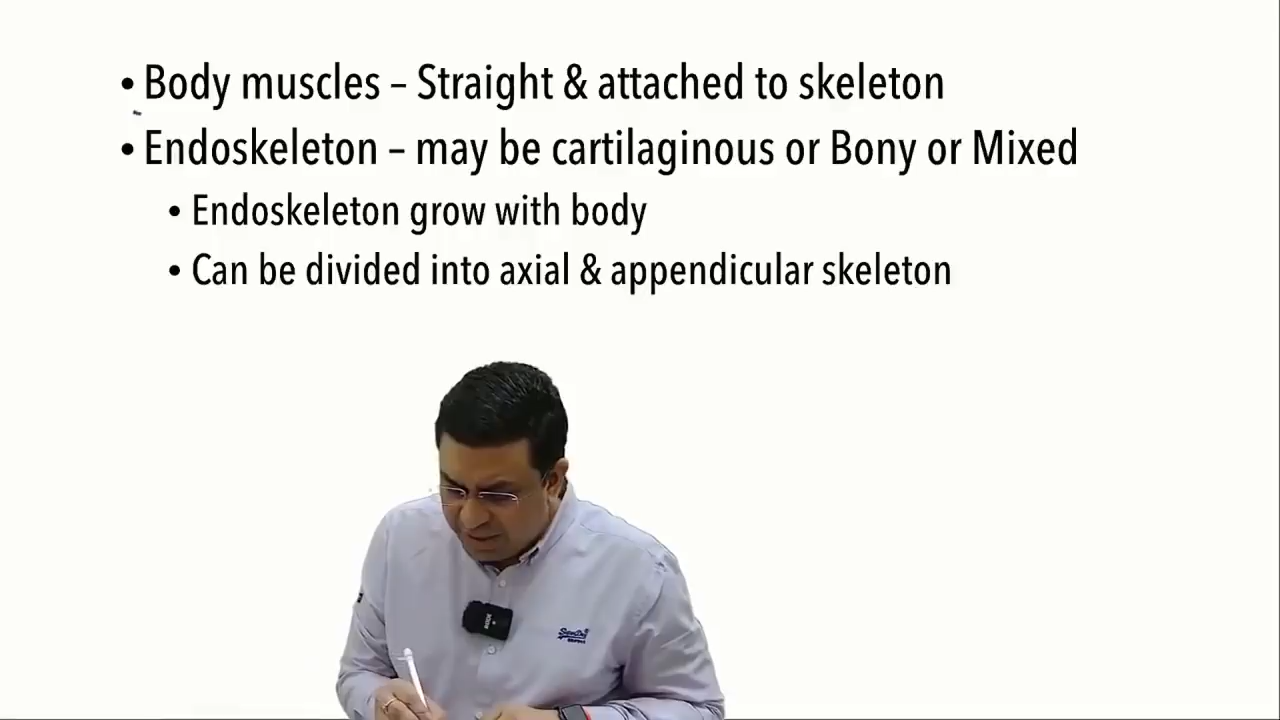 • Body muscles – Straight & attached to skeleton
• Endoskeleton – may be cartilaginous or Bony or Mixed
• Endoskeleton grow with body
• Can be divided into axial & appendicular skeleton